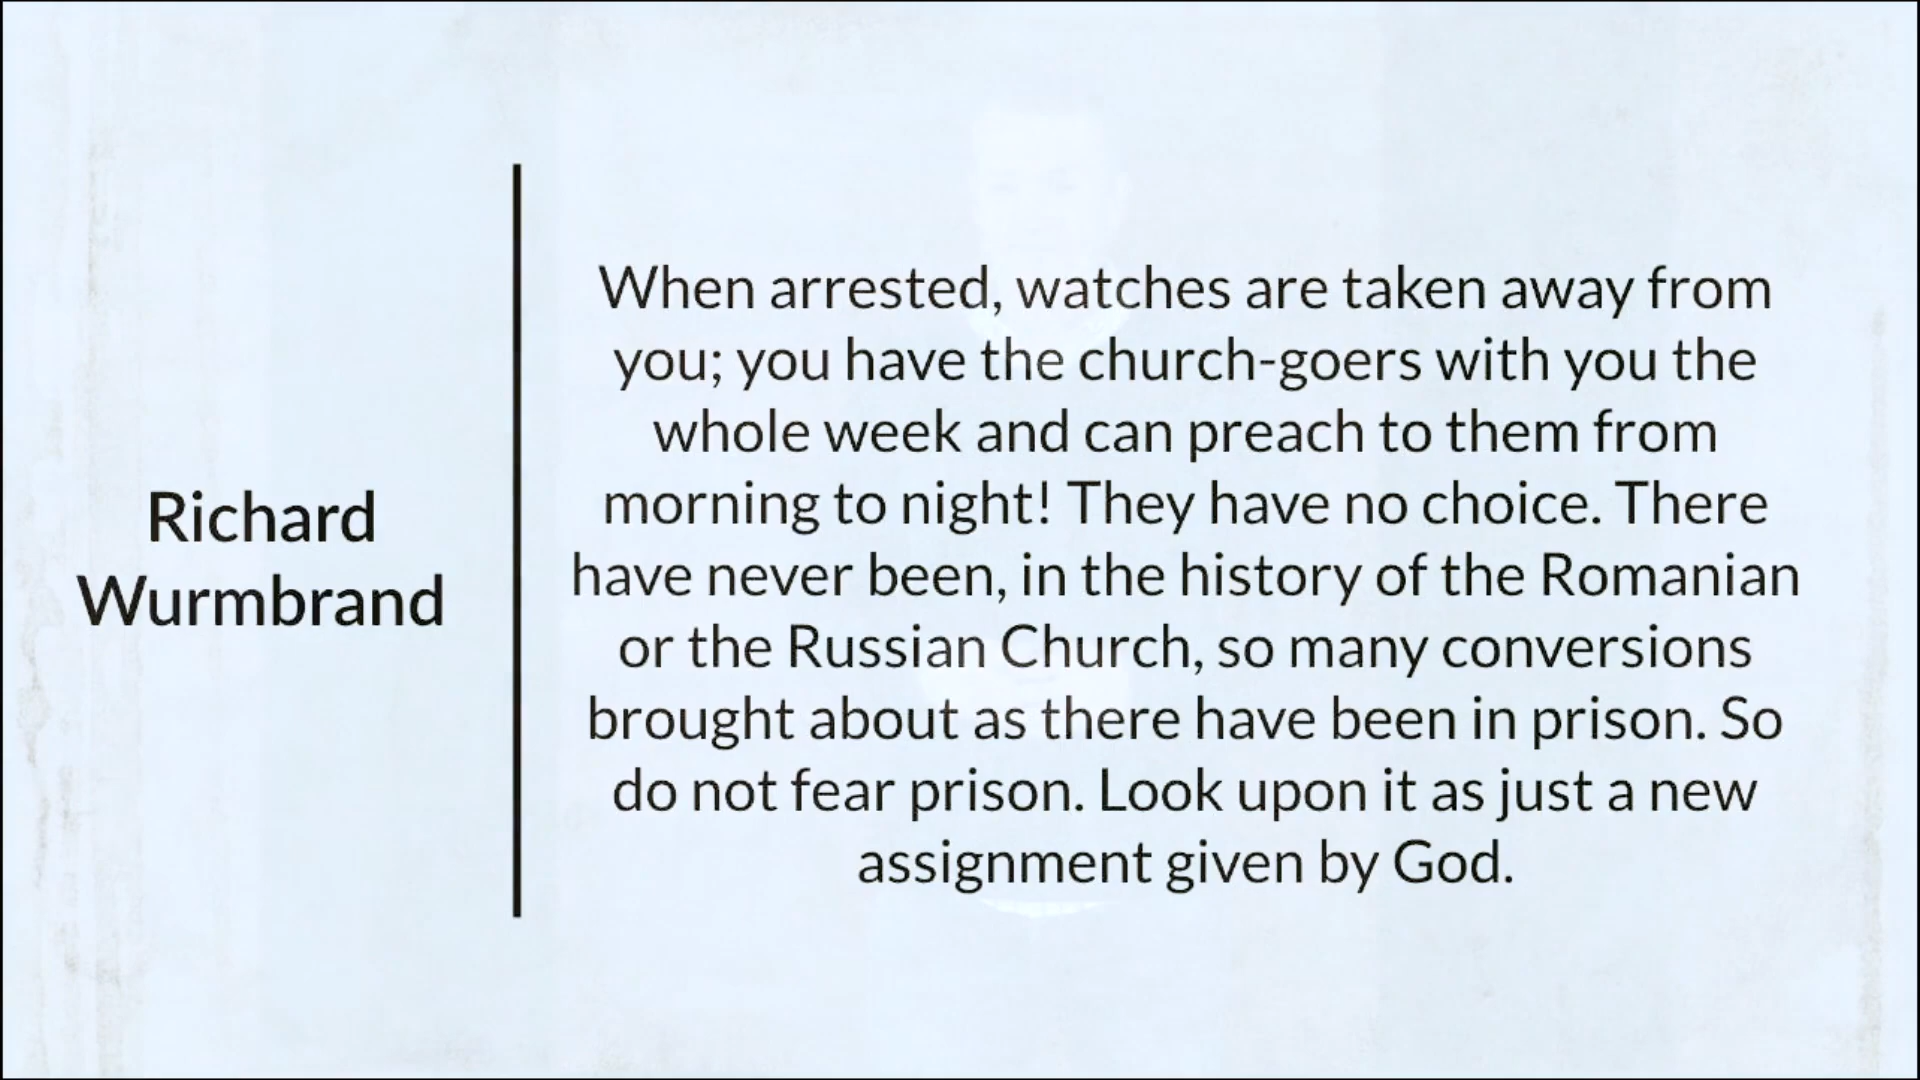 Richard
Wurmbrand
When arrested, watches are taken away from
you; you have the church-goers with you the
whole week and can preach to them from
morning to night! They have no choice. There
have never been, in the history of the Romanian
or the Russian Church, so many conversions
brought about as there have been in prison. So
do not fear prison. Look upon it as just a new
assignment given by God.